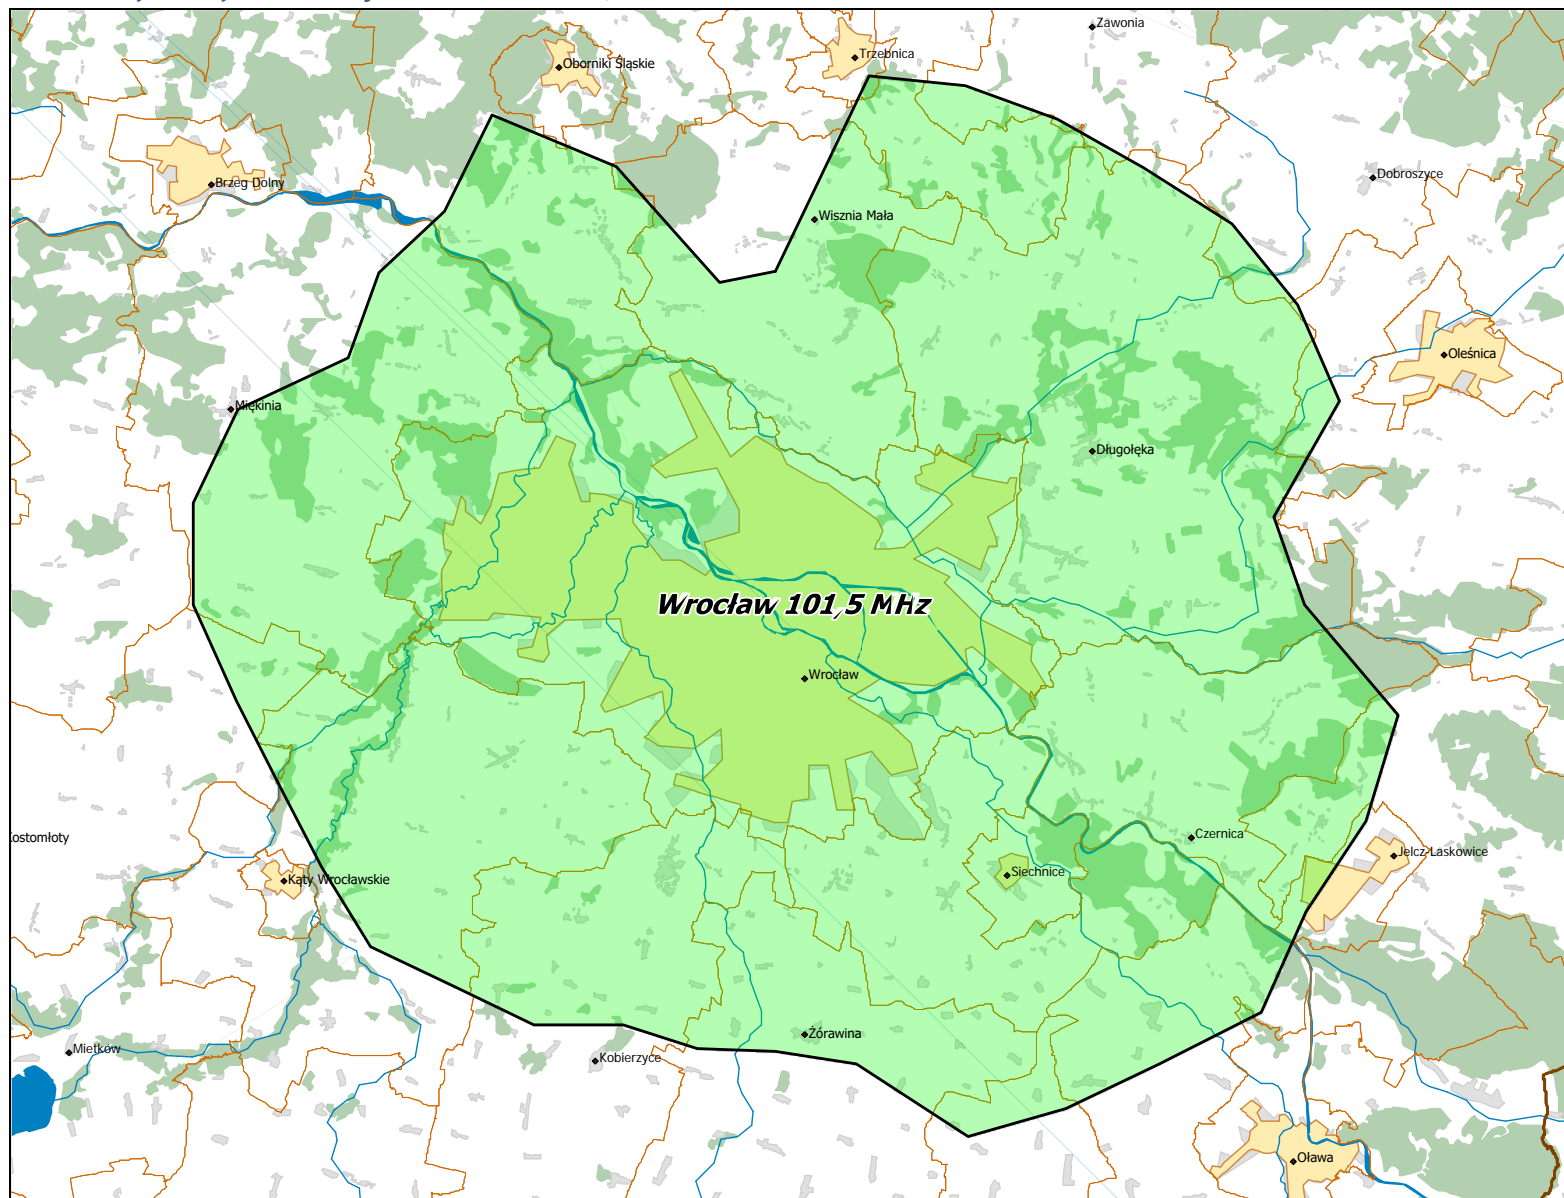 Zawonia
Trzebnica
Oborniki Śląskie
Dobroszyce
Brzeg Dolny
Wisznia Mała
Oleśnica
Miękinia
Długołęka
Wrocław 101,5 MHz
Wrocław
Czernica
ostomłoty
Jelcz-Laskowice
Siechnice
Kąty Wrocławskie
Żórawina
Mietków
Kobierzyce
Oława